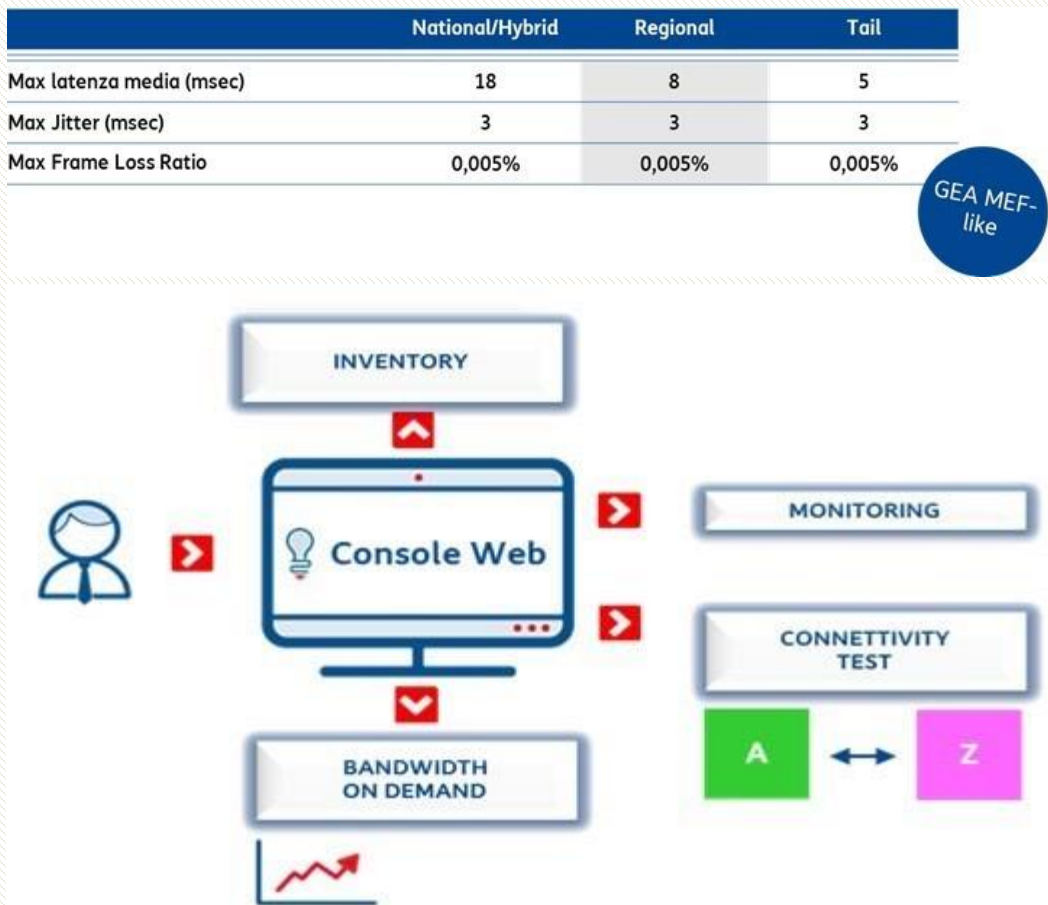 National/Hybrid Regional Tail
Max latenza media (msec) 18 8 5
Max Jitter (msec) 3 3 3
Max Frame Loss Ratio 0,005% 0,005% 0,005%
GEA MEF-
like
INVENTORY
Console Web
MONITORING
CONNETTIVITY
TEST
A Z
BANDWIDTH
ON DEMAND